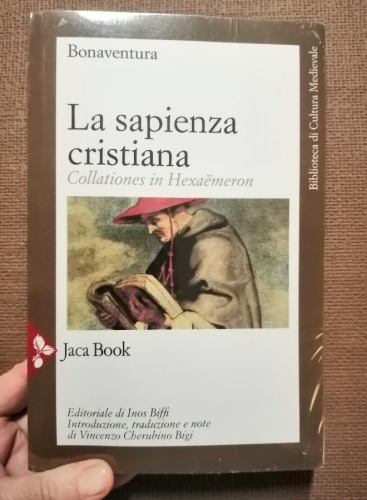 Bonaventura
La sapienza
cristiana
Collationes in Hexaëmeron
Biblioteca di Cultura Medievale
Jaca Book
Editoriale di Inos Biffi
Introduzione, traduzione e note
di Vincenzo Cherubino Bigi